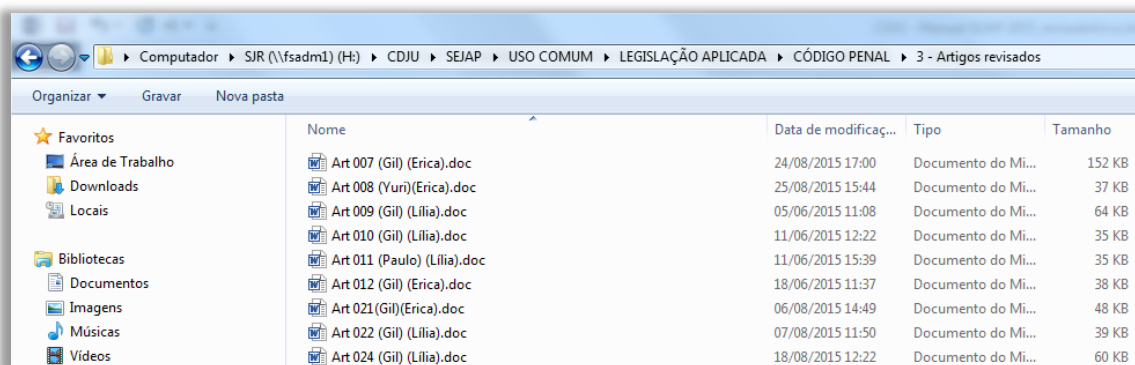 Computador SJR (\\fsadm1) (H:) CDJU SEJAP USO COMUM LEGISLAÇÃO APLICADA CÓDIGO PENAL 3 - Artigos revisados
Organizar Gravar Nova pasta
Favoritos
Área de Trabalho
Downloads
Locais
Bibliotecas
Documentos
Imagens
Músicas
Vídeos
Nome Data de modificaç... Tipo Tamanho
Art 007 (Gil) (Erica).doc 24/08/2015 17:00 Documento do Mi... 152 KB
Art 008 (Yuri)(Erica).doc 25/08/2015 15:44 Documento do Mi... 37 KB
Art 009 (Gil) (Lília).doc 05/06/2015 11:08 Documento do Mi... 64 KB
Art 010 (Gil) (Lília).doc 11/06/2015 12:22 Documento do Mi... 35 KB
Art 011 (Paulo) (Lília).doc 11/06/2015 15:39 Documento do Mi... 35 KB
Art 012 (Gil) (Erica).doc 18/06/2015 11:37 Documento do Mi... 38 KB
Art 021(Gil)(Erica).doc 06/08/2015 14:49 Documento do Mi... 48 KB
Art 022 (Gil) (Lília).doc 07/08/2015 11:50 Documento do Mi... 39 KB
Art 024 (Gil) (Lília).doc 18/08/2015 12:22 Documento do Mi... 60 KB